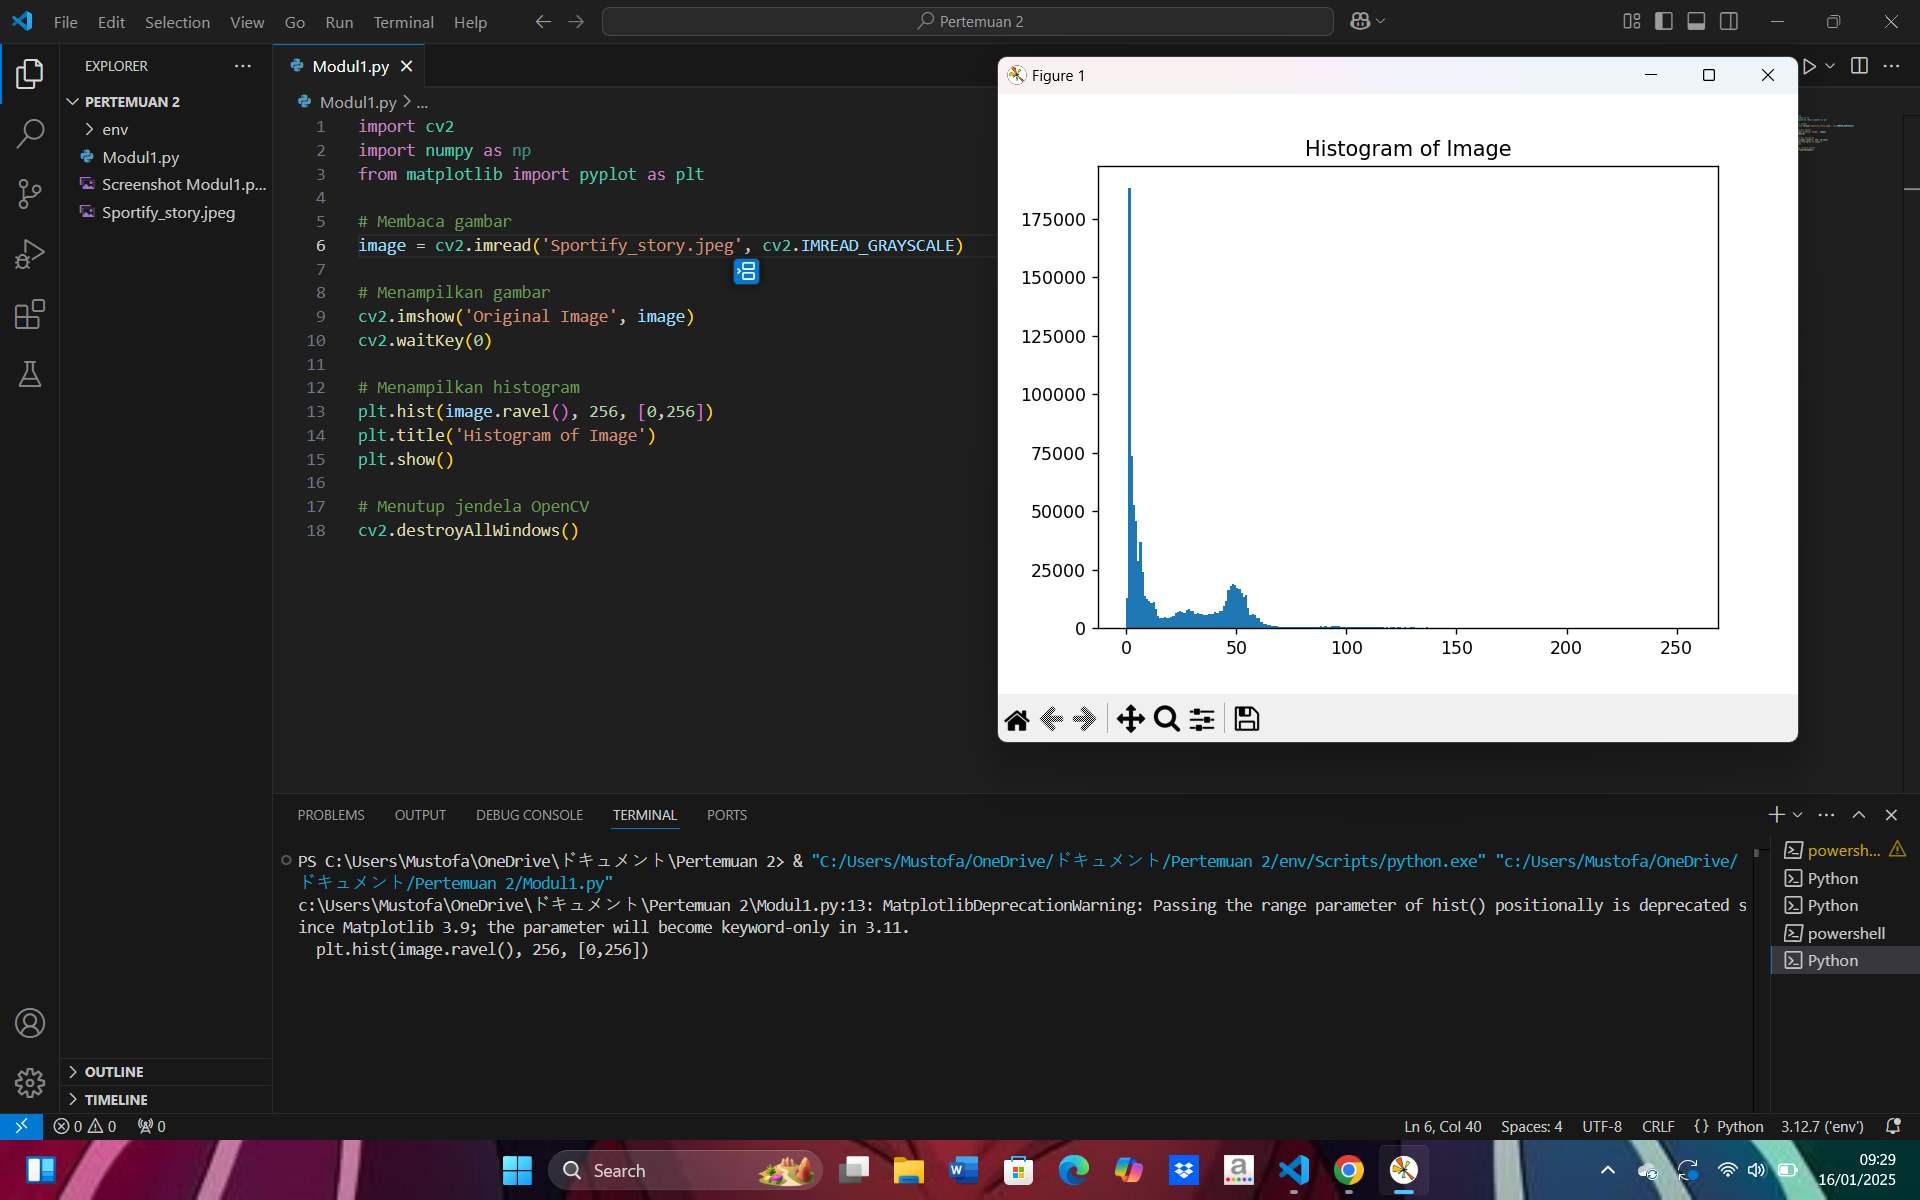 File Edit Selection View Go Run Terminal Help
Pertemuan 2
EXPLORER
PERTEMUAN 2
env
Modul1.py
Screenshot Modul1.p...
Sportify_story.jpeg
OUTLINE
TIMELINE
Modul1.py
Modul1.py > ...
1 import cv2
2 import numpy as np
3 from matplotlib import pyplot as plt
4
5 # Membaca gambar
6 image = cv2.imread('Sportify_story.jpeg', cv2.IMREAD_GRAYSCALE)
7
8 # Menampilkan gambar
9 cv2.imshow('Original Image', image)
10 cv2.waitKey(0)
11
12 # Menampilkan histogram
13 plt.hist(image.ravel(), 256, [0,256])
14 plt.title('Histogram of Image')
15 plt.show()
16
17 # Menutup jendela OpenCV
18 cv2.destroyAllWindows()
Figure 1
Histogram of Image
175000
150000
125000
100000
75000
50000
25000
0
0 50 100 150 200 250
PROBLEMS OUTPUT DEBUG CONSOLE TERMINAL PORTS
PS C:\Users\Mustofa\OneDrive\ドキュメント\Pertemuan 2> & "C:/Users/Mustofa/OneDrive/ドキュメント/Pertemuan 2/env/Scripts/python.exe" "c:/Users/Mustofa/OneDrive/
ドキュメント/Pertemuan 2/Modul1.py"
c:\Users\Mustofa\OneDrive\ドキュメント\Pertemuan 2\Modul1.py:13: MatplotlibDeprecationWarning: Passing the range parameter of hist() positionally is deprecated s
ince Matplotlib 3.9; the parameter will become keyword-only in 3.11.
plt.hist(image.ravel(), 256, [0,256])
powersh...
Python
Python
powershell
Python
0 0 0
Ln 6, Col 40 Spaces: 4 UTF-8 CRLF {} Python 3.12.7 ('env')
Search
09:29
16/01/2025